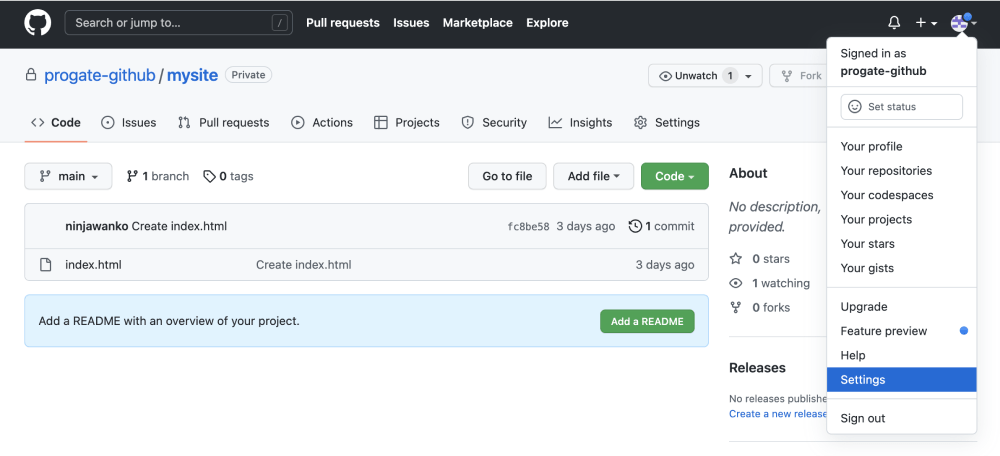 Search or jump to...
/
Pull requests Issues Marketplace Explore
Signed in as
progate-github
Set status
Your profile
Your repositories
Your codespaces
Your projects
Your stars
Your gists
Upgrade
Feature preview
Help
Settings
Sign out
progate-github / mysite Private
Unwatch 1
Fork
Code Issues Pull requests Actions Projects Security Insights Settings
main 1 branch 0 tags
Go to file Add file Code
ninjawanko Create index.html fc8be58 3 days ago 1 commit
index.html Create index.html 3 days ago
Add a README with an overview of your project. Add a README
About
No description,
provided.
0 stars
1 watching
0 forks
Releases
No releases publishe
Create a new release